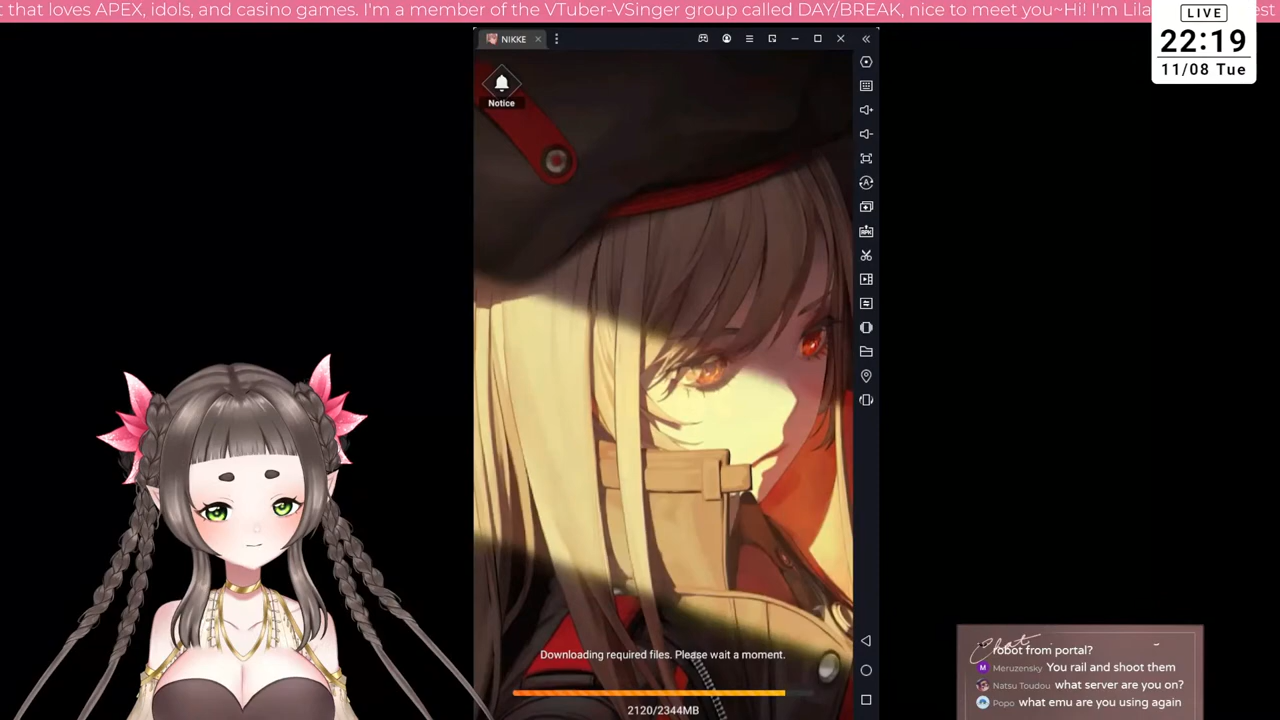 t that loves APEX, idols, and casino games. I'm a member of the VTuber-VSinger group called DAY/BREAK, nice to meet you~Hi! I'm Lila
est
LIVE
22:19
11/08 Tue
NIKKE
Notice
APK
Downloading required files. Please wait a moment.
2120/2344MB
Chat
robot from portal?
M Meruzensky You rail and shoot them
Natsu Toudou what server are you on?
Popo what emu are you using again